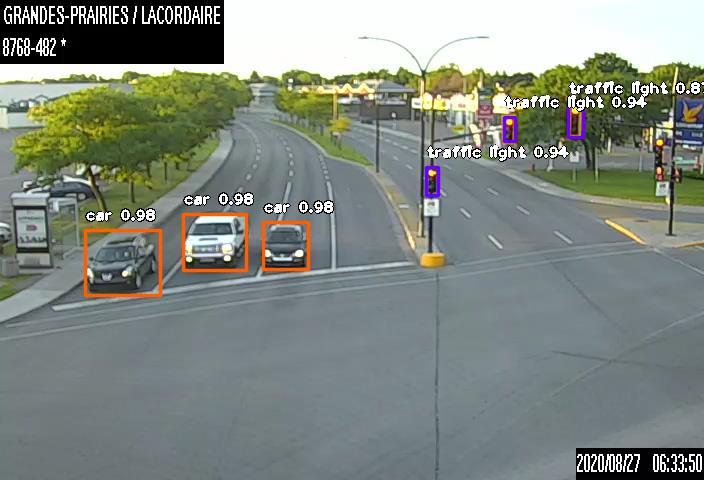 GRANDES-PRAIRIES / LACORDAIRE
8768-482 *
traffic light 0.87
traffic light 0.94
traffic light 0.94
car 0.98
car 0.98
car 0.98
2020/08/27 06:33:50